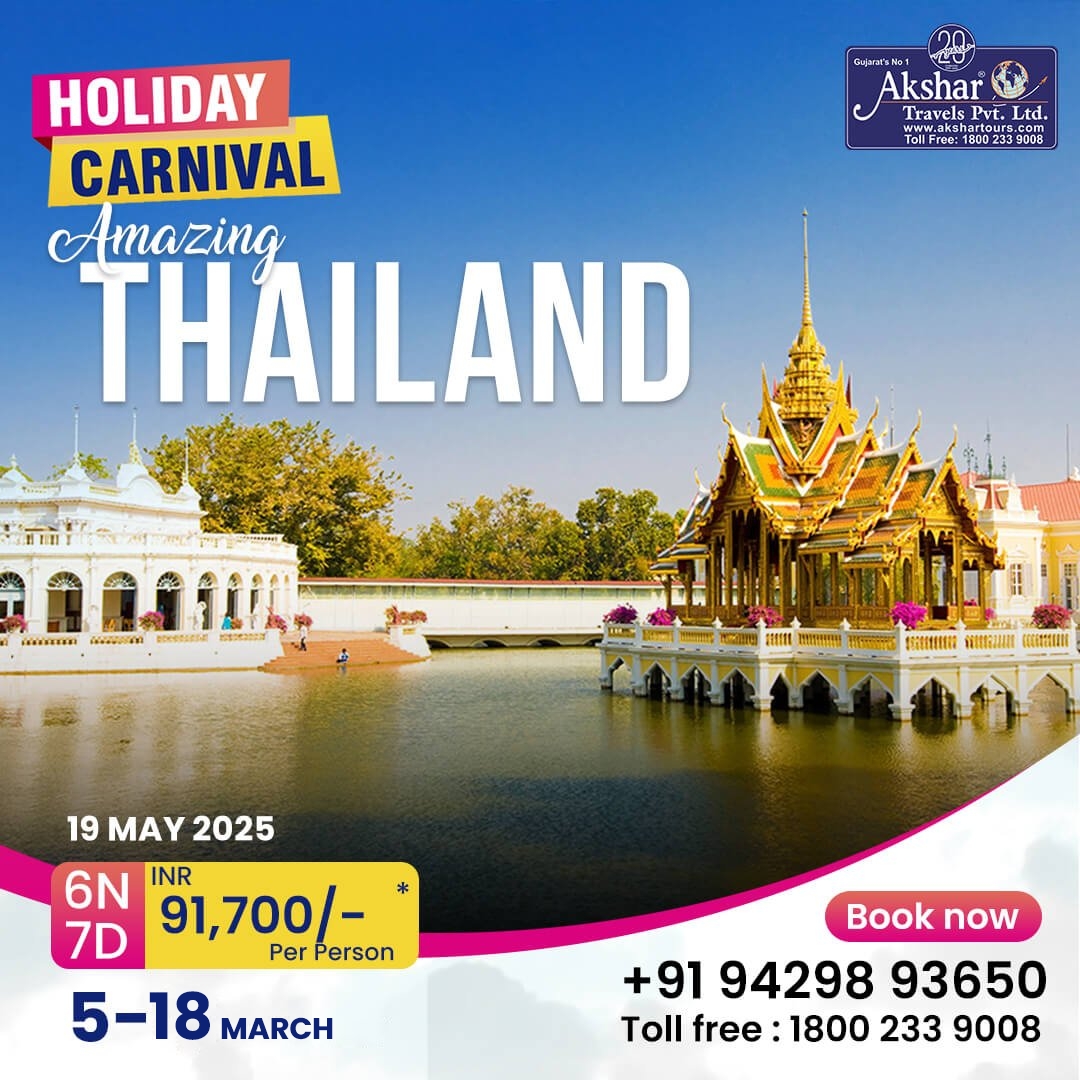 HOLIDAY
CARNIVAL
Amazing
THAILAND
20
Gujarat's No 1
Akshar®
Travels Pvt. Ltd.
www.akshartours.com
Toll Free: 1800 233 9008
19 MAY 2025
6N
7D
INR
91,700/- *
Per Person
5-18 MARCH
Book now
+91 94298 93650
Toll free : 1800 233 9008